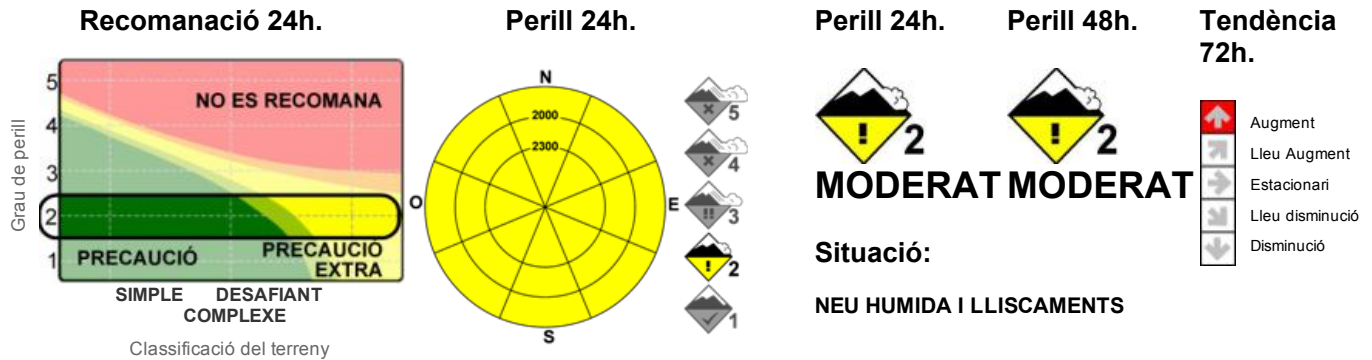 Recomanació 24h.
Grau de perill
5
4
3
2
1
NO ES RECOMANA
PRECAUCIÓ
PRECAUCIÓ
EXTRA
SIMPLE DESAFIANT
COMPLEXE
Classificació del terreny
Perill 24h.
N
2000
2300
O
E
S
5
4
!! 3
! 2
1
Perill 24h.
! 2
MODERAT
Perill 48h.
! 2
MODERAT
Situació:
NEU HUMIDA I LLISCAMENTS
Tendència
72h.
Augment
Lleu Augment
Estacionari
Lleu disminució
Disminució